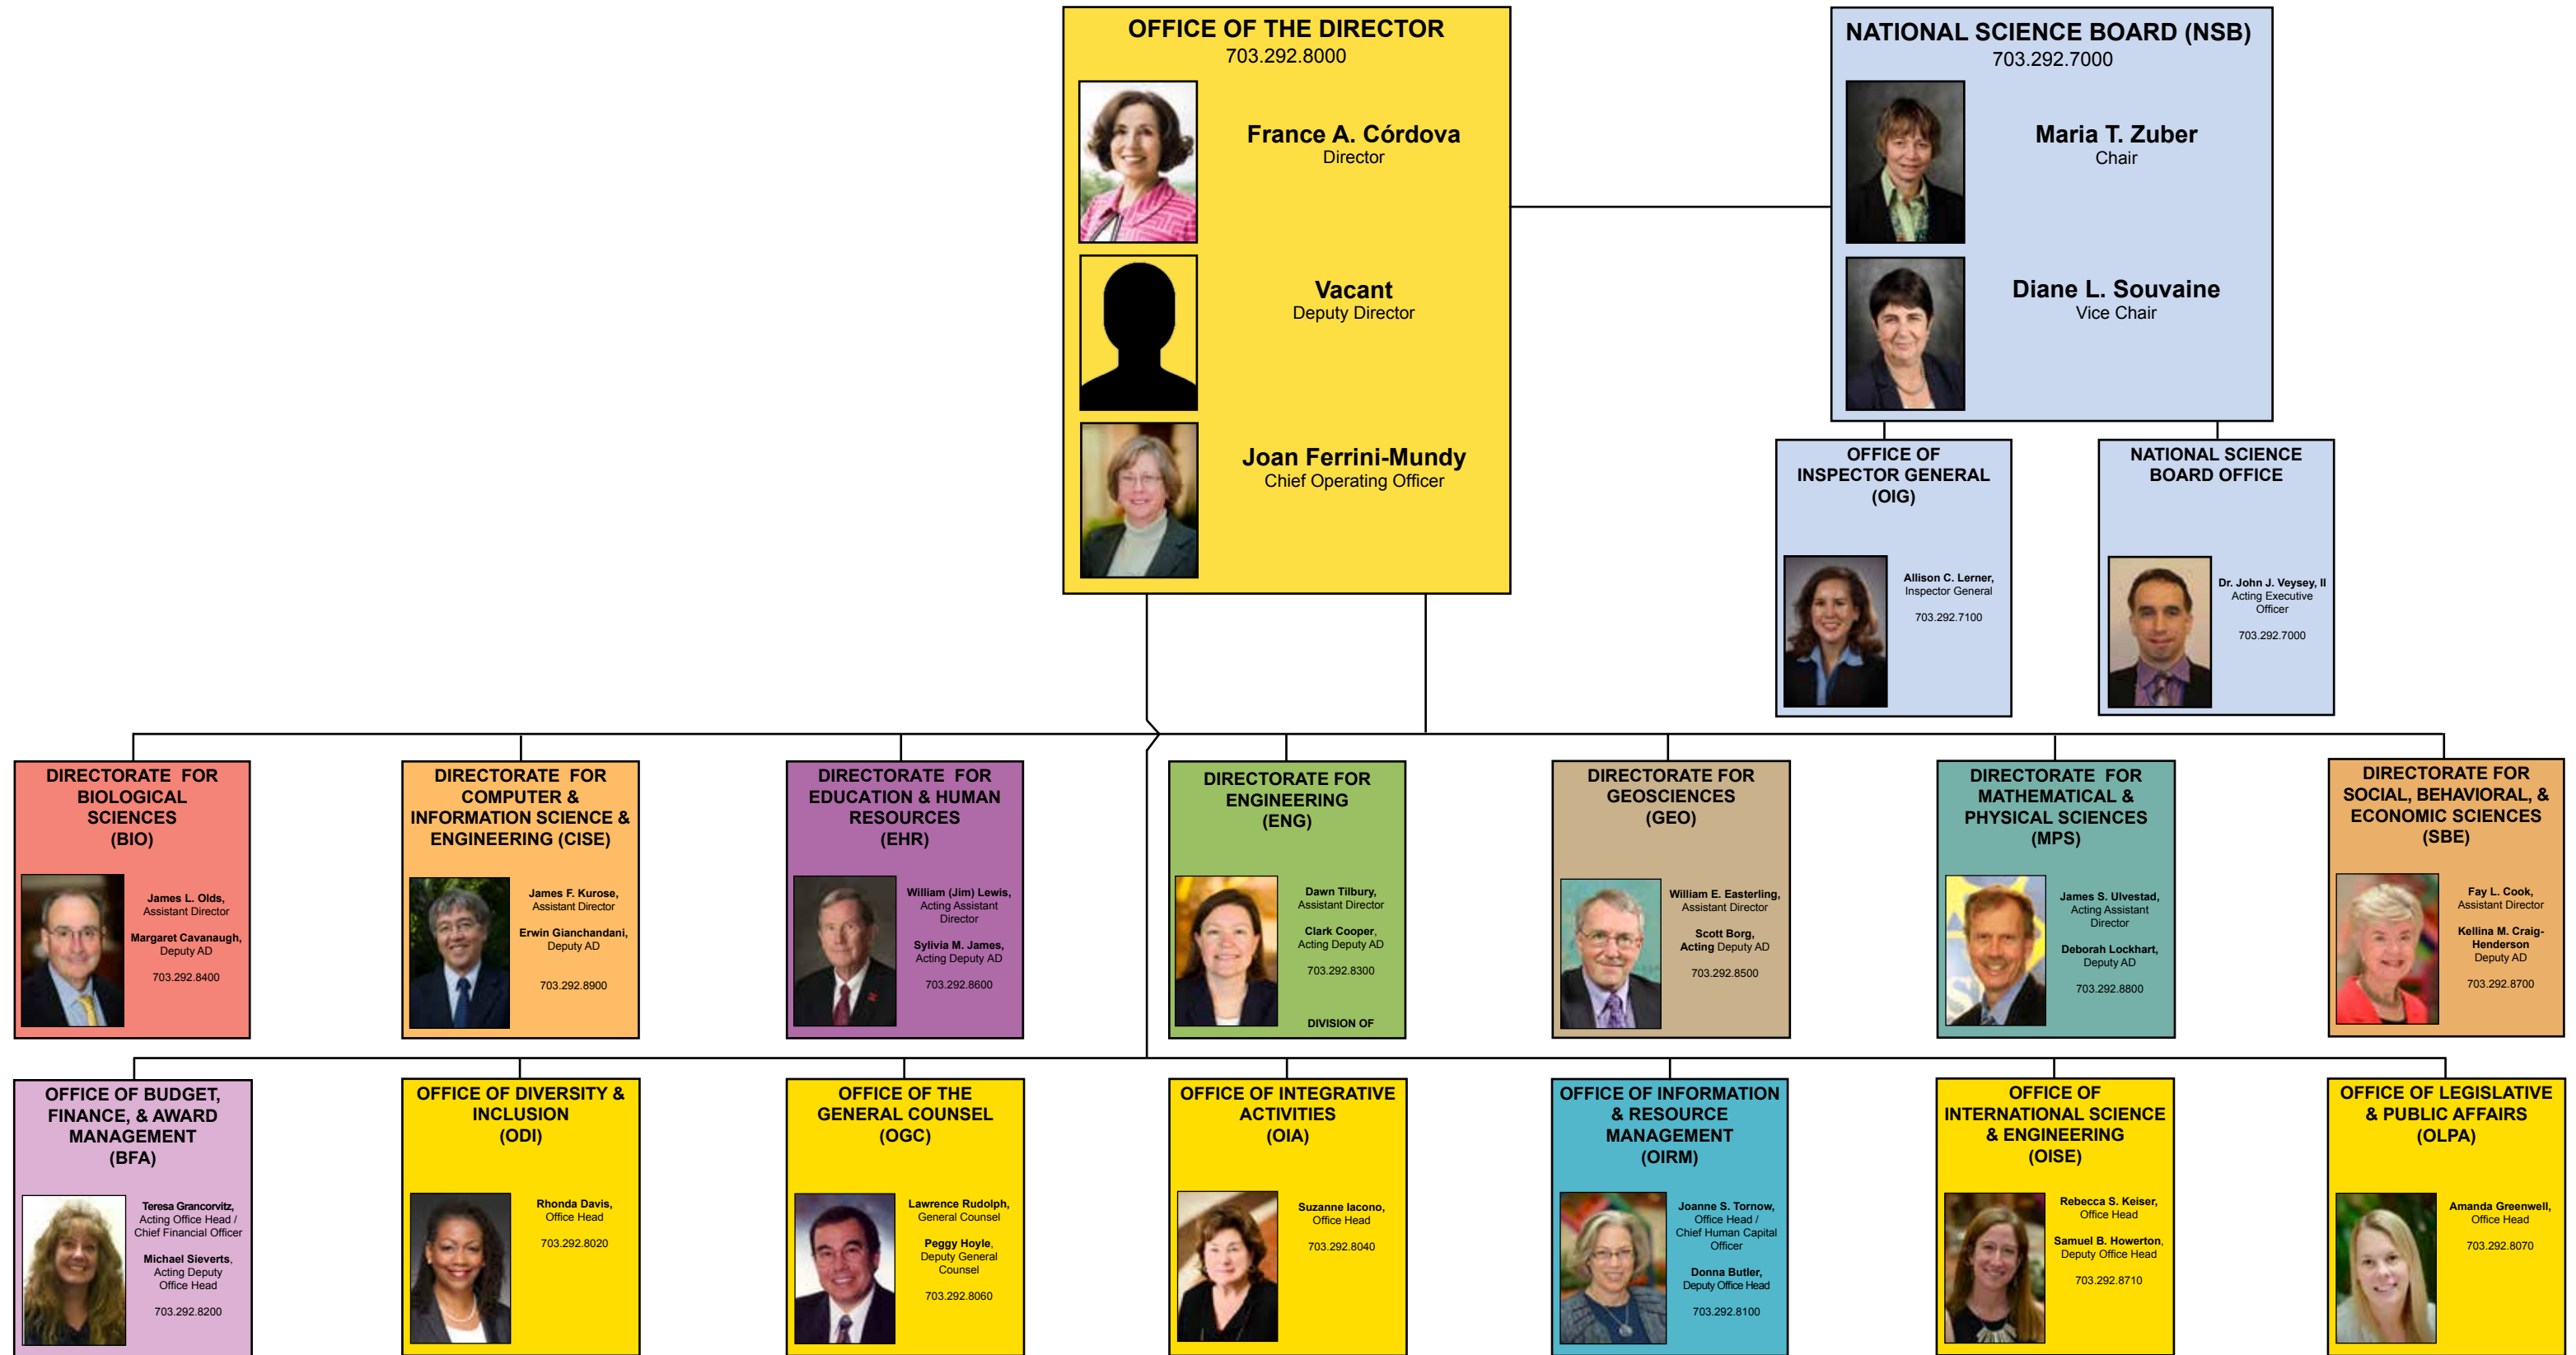 OFFICE OF THE DIRECTOR
703.292.8000
France A. Córdova
Director
Vacant
Deputy Director
Joan Ferrini-Mundy
Chief Operating Officer
NATIONAL SCIENCE BOARD (NSB)
703.292.7000
Maria T. Zuber
Chair
Diane L. Souvaine
Vice Chair
OFFICE OF
INSPECTOR GENERAL
(OIG)
Allison C. Lerner,
Inspector General
703.292.7100
NATIONAL SCIENCE
BOARD OFFICE
Dr. John J. Veysey, II
Acting Executive
Officer
703.292.7000
DIRECTORATE FOR
BIOLOGICAL
SCIENCES
(BIO)
James L. Olds,
Assistant Director
Margaret Cavanaugh,
Deputy AD
703.292.8400
DIRECTORATE FOR
COMPUTER &
INFORMATION SCIENCE &
ENGINEERING (CISE)
James F. Kurose,
Assistant Director
Erwin Gianchandani,
Deputy AD
703.292.8900
DIRECTORATE FOR
EDUCATION & HUMAN
RESOURCES
(EHR)
William (Jim) Lewis,
Acting Assistant
Director
Sylivia M. James,
Acting Deputy AD
703.292.8600
DIRECTORATE FOR
ENGINEERING
(ENG)
Dawn Tilbury,
Assistant Director
Clark Cooper,
Acting Deputy AD
703.292.8300
DIVISION OF
DIRECTORATE FOR
GEOSCIENCES
(GEO)
William E. Easterling,
Assistant Director
Scott Borg,
Acting Deputy AD
703.292.8500
DIRECTORATE FOR
MATHEMATICAL &
PHYSICAL SCIENCES
(MPS)
James S. Ulvestad,
Acting Assistant
Director
Deborah Lockhart,
Deputy AD
703.292.8800
DIRECTORATE FOR
SOCIAL, BEHAVIORAL, &
ECONOMIC SCIENCES
(SBE)
Fay L. Cook,
Assistant Director
Kellina M. Craig-
Henderson
Deputy AD
703.292.8700
OFFICE OF BUDGET,
FINANCE, & AWARD
MANAGEMENT
(BFA)
Teresa Grancorvitz,
Acting Office Head /
Chief Financial Officer
Michael Sieverts,
Acting Deputy
Office Head
703.292.8200
OFFICE OF DIVERSITY &
INCLUSION
(ODI)
Rhonda Davis,
Office Head
703.292.8020
OFFICE OF THE
GENERAL COUNSEL
(OGC)
Lawrence Rudolph,
General Counsel
Peggy Hoyle,
Deputy General
Counsel
703.292.8060
OFFICE OF INTEGRATIVE
ACTIVITIES
(OIA)
Suzanne Iacono,
Office Head
703.292.8040
OFFICE OF INFORMATION
& RESOURCE
MANAGEMENT
(OIRM)
Joanne S. Tornow,
Office Head /
Chief Human Capital
Officer
Donna Butler,
Deputy Office Head
703.292.8100
OFFICE OF
INTERNATIONAL SCIENCE
& ENGINEERING
(OISE)
Rebecca S. Keiser,
Office Head
Samuel B. Howerton,
Deputy Office Head
703.292.8710
OFFICE OF LEGISLATIVE
& PUBLIC AFFAIRS
(OLPA)
Amanda Greenwell,
Office Head
703.292.8070